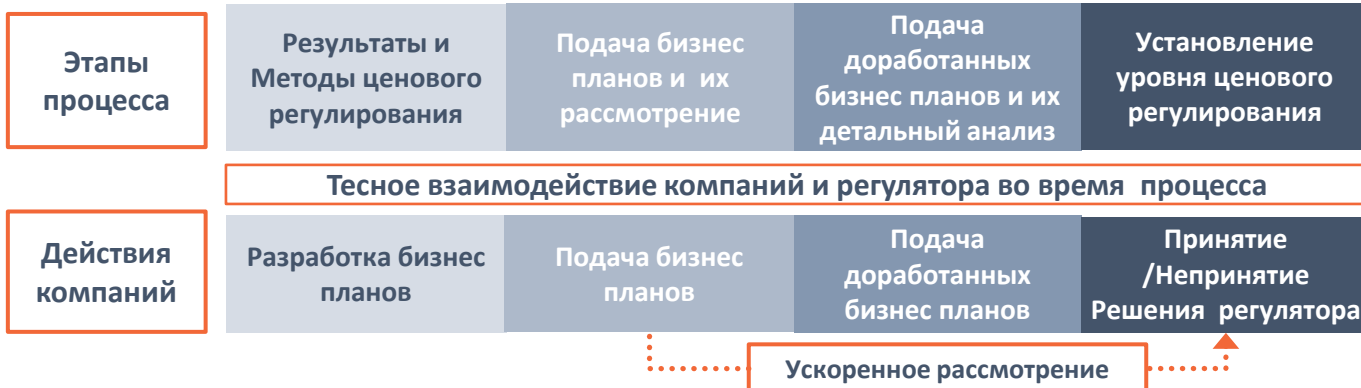 Этапы
процесса
Результаты и
Методы ценового
регулирования
Подача бизнес
планов и их
рассмотрение
Подача
доработанных
бизнес планов и их
детальный анализ
Установление
уровня ценового
регулирования
Тесное взаимодействие компаний и регулятора во время процесса
Действия
компаний
Разработка бизнес
планов
Подача бизнес
планов
Подача
доработанных
бизнес планов
Принятие
/Непринятие
Решения регулятора
Ускоренное рассмотрение